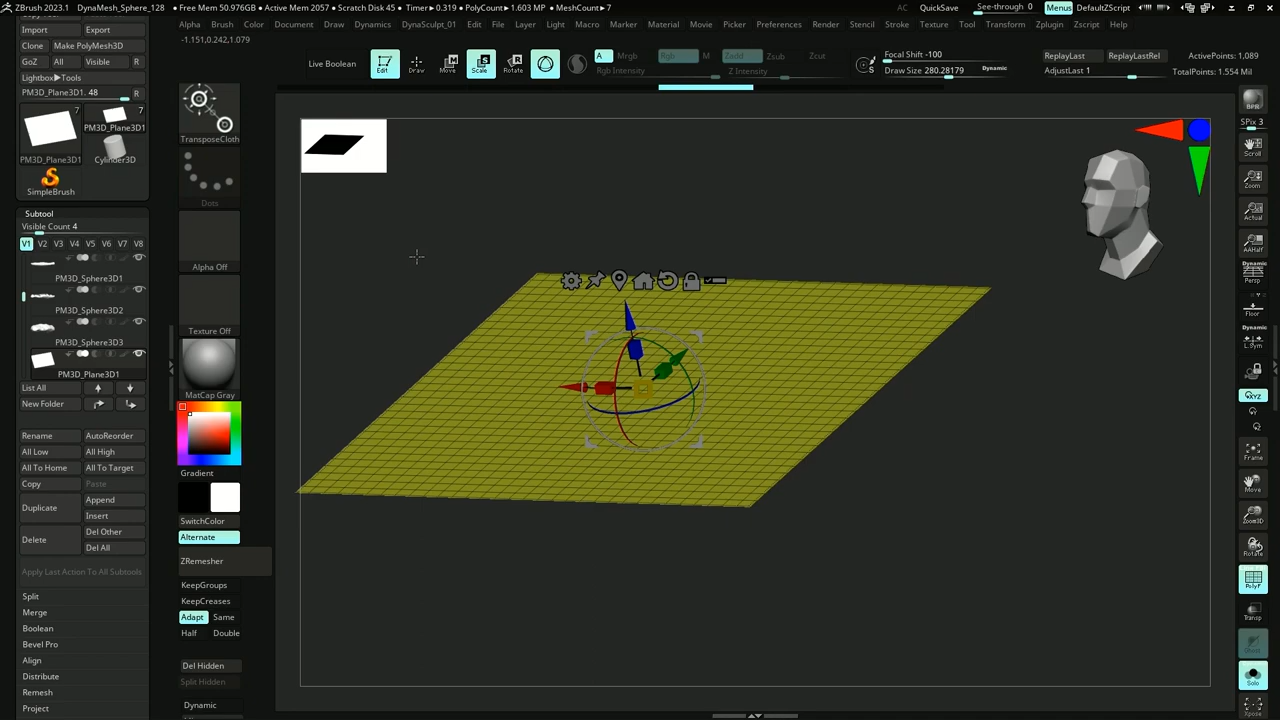 ZBrush 2023.1 DynaMesh_Sphere_128 • Free Mem 50.976GB • Active Mem 2057 • Scratch Disk 45 • Timer▸0.319 • PolyCount▸1.603 MP • MeshCount▸7 AC QuickSave See-through 0 Menus DefaultZScript
Alpha Brush Color Document Draw Dynamics DynaSculpt_01 Edit File Layer Light Macro Marker Material Movie Picker Preferences Render Stencil Stroke Texture Tool Transform Zplugin Zscript Help
-1.151,0.242,1.079
Import Export
Clone Make PolyMesh3D
GoZ All Visible R
Lightbox▸Tools
PM3D_Plane3D1. 48 R
7 7
PM3D_Plane3D1
PM3D_Plane3D1 Cylinder3D
SimpleBrush
Subtool
Visible Count 4
V1 V2 V3 V4 V5 V6 V7 V8
PM3D_Sphere3D1
PM3D_Sphere3D2
PM3D_Sphere3D3
PM3D_Plane3D1
List All
New Folder
Rename AutoReorder
All Low All High
All To Home All To Target
Copy Paste
Duplicate Append
Insert
Delete Del Other
Del All
Apply Last Action To All Subtools
Split
Merge
Boolean
Bevel Pro
Align
Distribute
Remesh
Project
TransposeCloth
Dots
Alpha Off
Texture Off
MatCap Gray
Gradient
SwitchColor
Alternate
ZRemesher
KeepGroups
KeepCreases
Adapt Same
Half Double
Del Hidden
Split Hidden
Dynamic
Live Boolean Edit Draw Move Scale Rotate
A Mrgb Rgb M Zadd Zsub Zcut
Rgb Intensity Z Intensity
S
Focal Shift -100
Draw Size 280.28179 Dynamic
ReplayLast ReplayLastRel
AdjustLast 1
ActivePoints: 1,089
TotalPoints: 1.554 Mil
BPR
SPix 3
Scroll
Zoom
Actual
AAHalf
Dynamic
Persp
Floor
Dynamic
L.Sym
XYZ
Frame
Move
Zoom3D
Rotate
PolyF
Transp
Ghost
Solo
Xpose